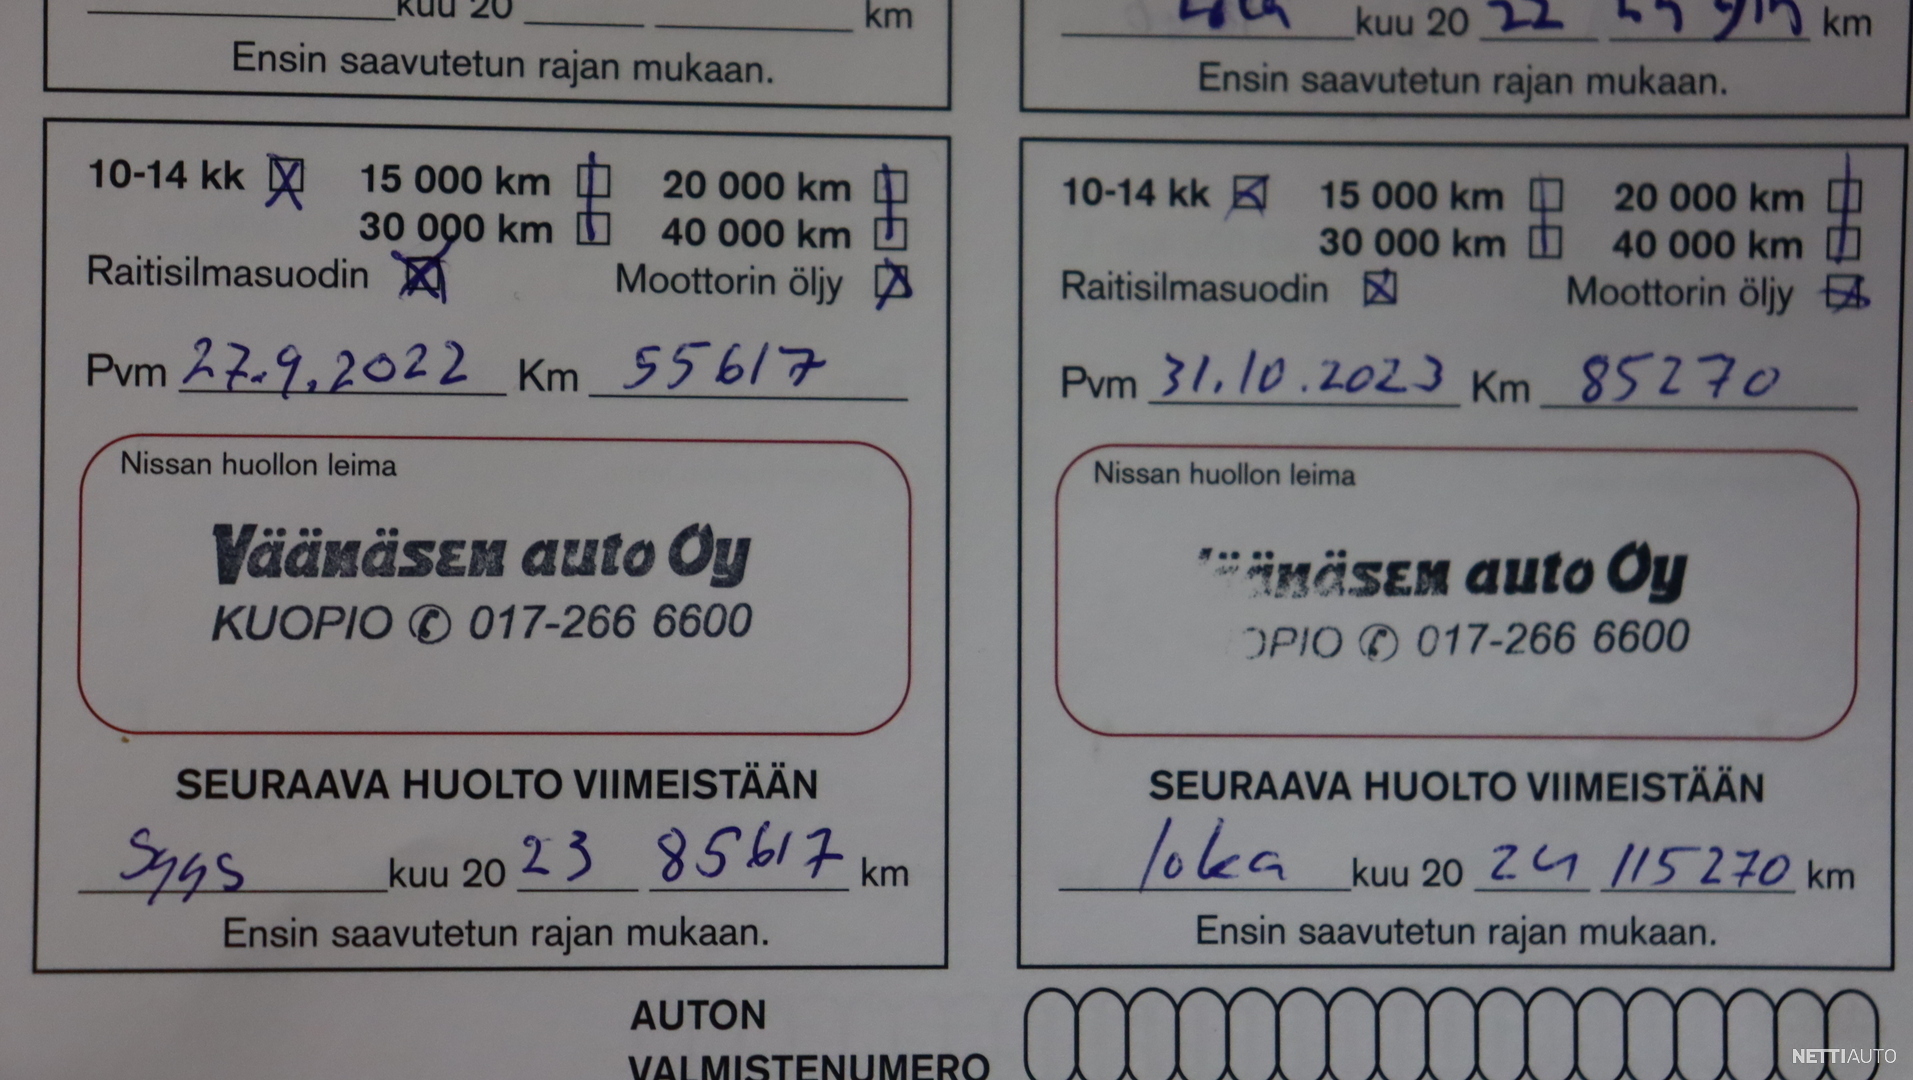 kuu 20 km
Ensin saavutetun rajan mukaan.
kuu 20 22 km
Ensin saavutetun rajan mukaan.
10-14 kk 15 000 km 20 000 km
30 000 km 40 000 km
Raitisilmasuodin Moottorin öljy
Pvm 27.9.2022 Km 55617
Nissan huollon leima
Väänäsen auto Oy
KUOPIO 017-266 6600
SEURAAVA HUOLTO VIIMEISTÄÄN
Syys kuu 20 23 85617 km
Ensin saavutetun rajan mukaan.
10-14 kk 15 000 km 20 000 km
30 000 km 40 000 km
Raitisilmasuodin Moottorin öljy
Pvm 31.10.2023 Km 85270
Nissan huollon leima
äänäsen auto Oy
OPIO 017-266 6600
SEURAAVA HUOLTO VIIMEISTÄÄN
loka kuu 20 24 115270 km
Ensin saavutetun rajan mukaan.
AUTON
VALMISTENUMERO
NETTIAUTO